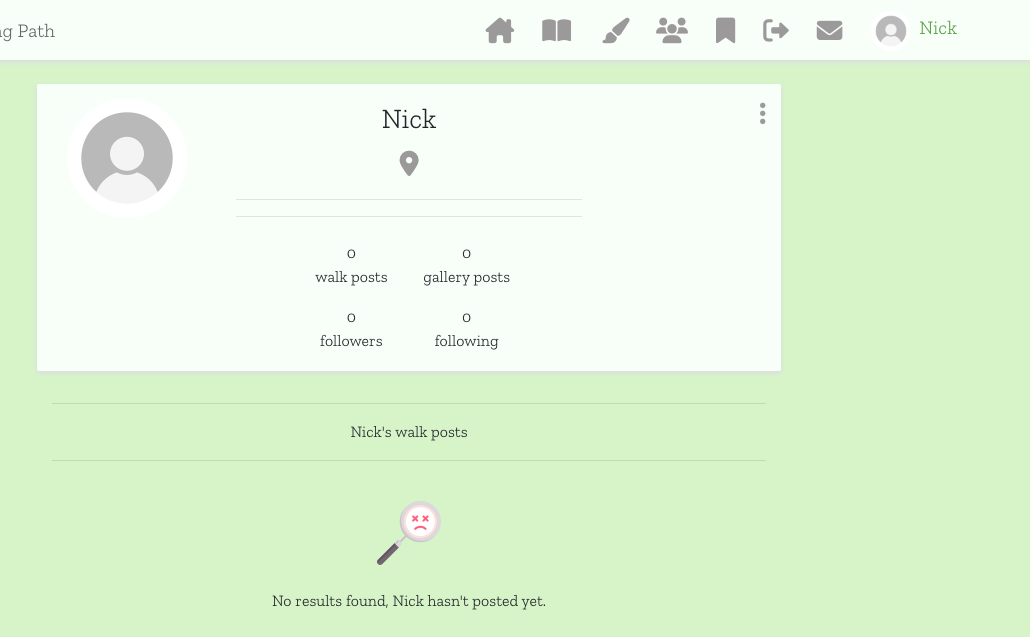 Path
Nick
Nick
0
0
walk posts
gallery posts
0
0
followers
following
Nick's walk posts
No results found, Nick hasn't posted yet.